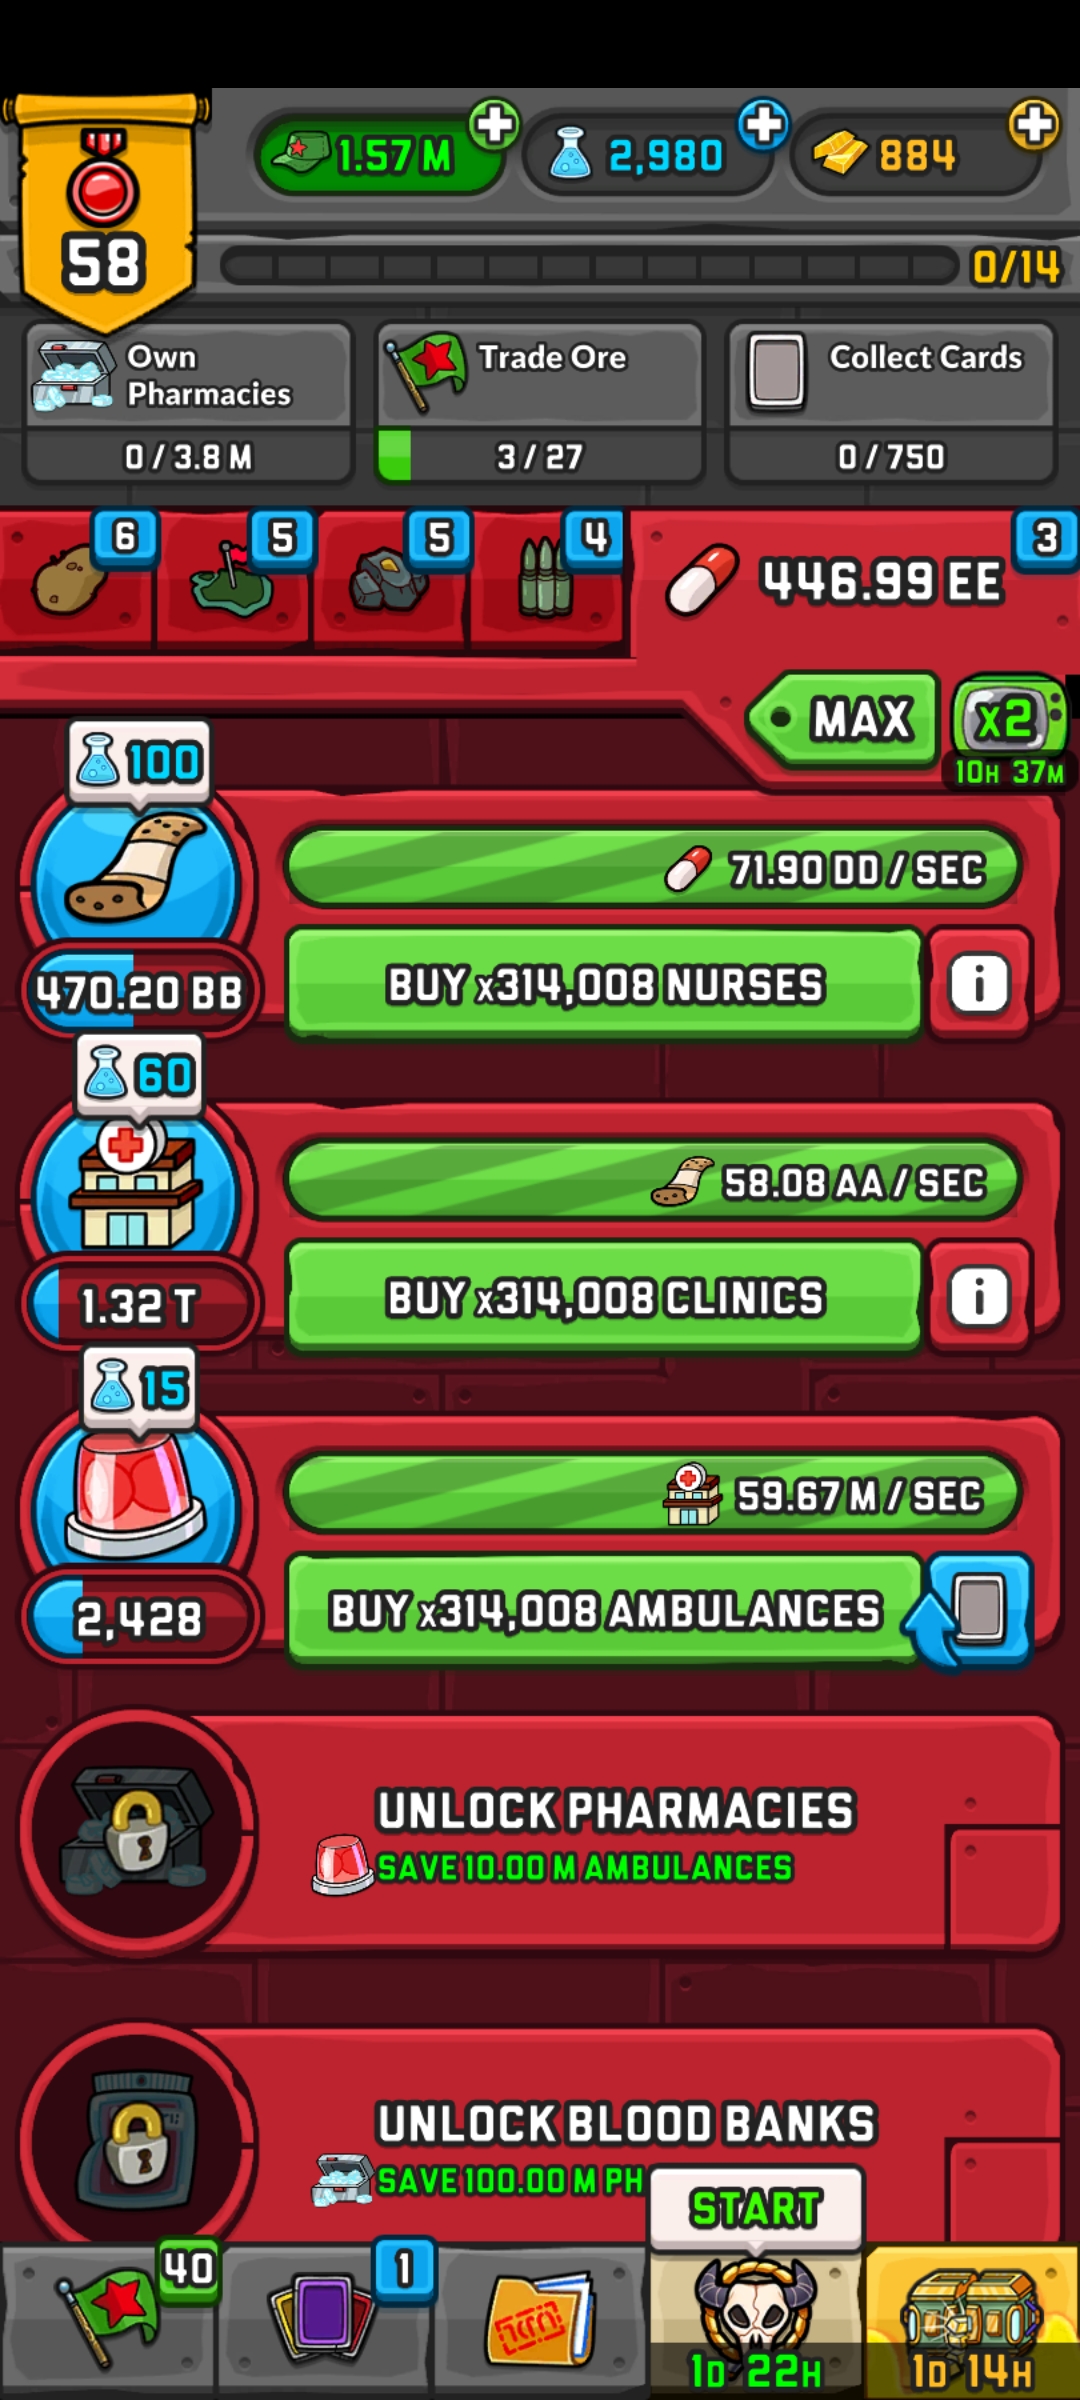 58
1.57 M
2,980
884
0/14
Own
Pharmacies
0 / 3.8 M
Trade Ore
3 / 27
Collect Cards
0 / 750
6
5
5
4
446.99 EE
3
MAX
x2
10H 37M
100
71.90 DD / SEC
470.20 BB
BUY x314,008 NURSES
i
60
58.08 AA / SEC
1.32 T
BUY x314,008 CLINICS
i
15
59.67 M / SEC
2,428
BUY x314,008 AMBULANCES
UNLOCK PHARMACIES
SAVE 10.00 M AMBULANCES
UNLOCK BLOOD BANKS
SAVE 100.00 M PH
START
40
1
1D 22H
1D 14H